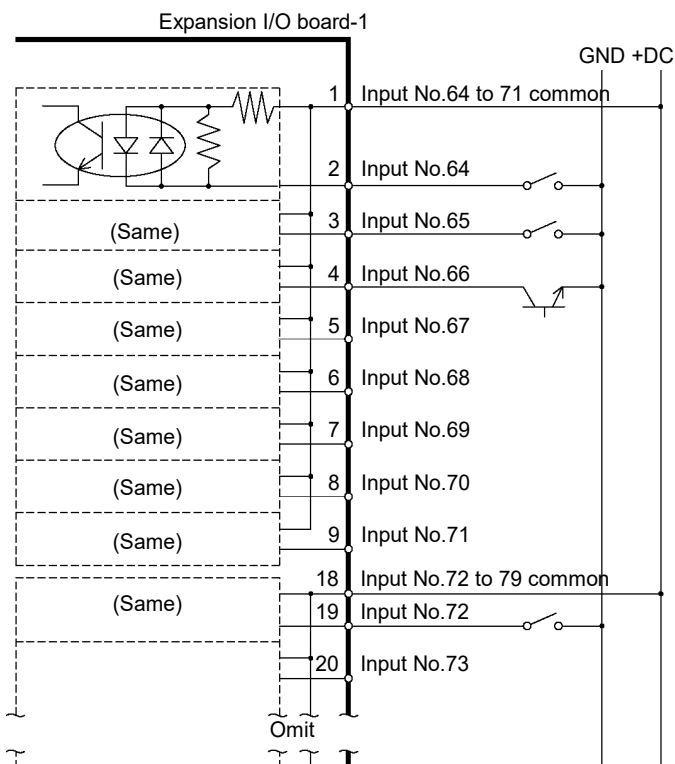 Expansion I/O board-1
GND +DC
1 Input No.64 to 71 common
2 Input No.64
(Same) 3 Input No.65
(Same) 4 Input No.66
(Same) 5 Input No.67
(Same) 6 Input No.68
(Same) 7 Input No.69
(Same) 8 Input No.70
(Same) 9 Input No.71
18 Input No.72 to 79 common
(Same) 19 Input No.72
20 Input No.73
Omit